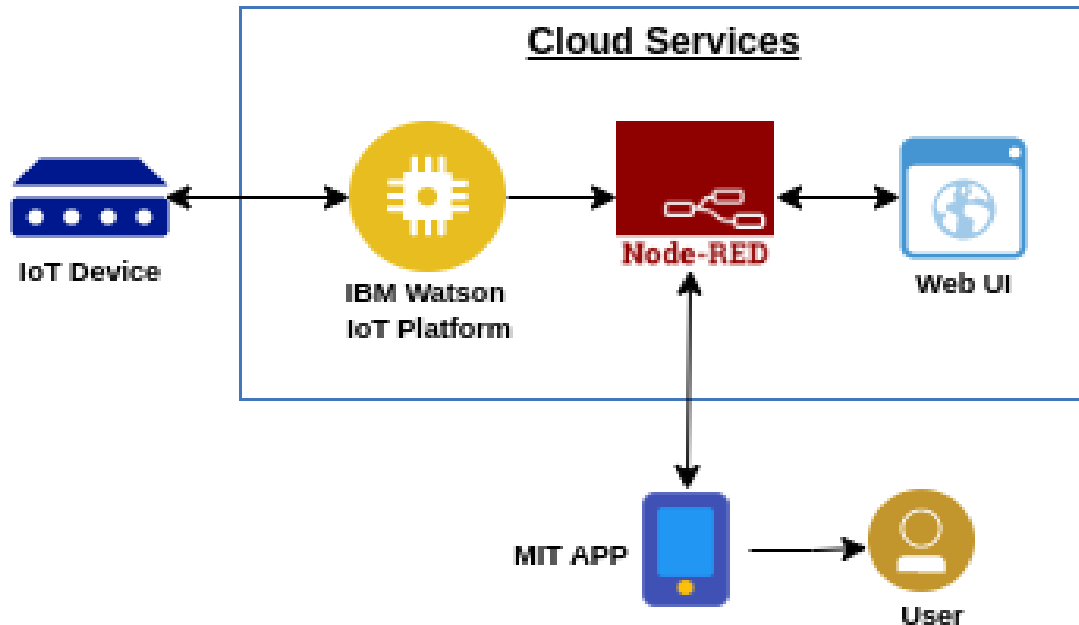 Cloud Services
IoT Device
IBM Watson
IoT Platform
Node-RED
Web UI
MIT APP
User